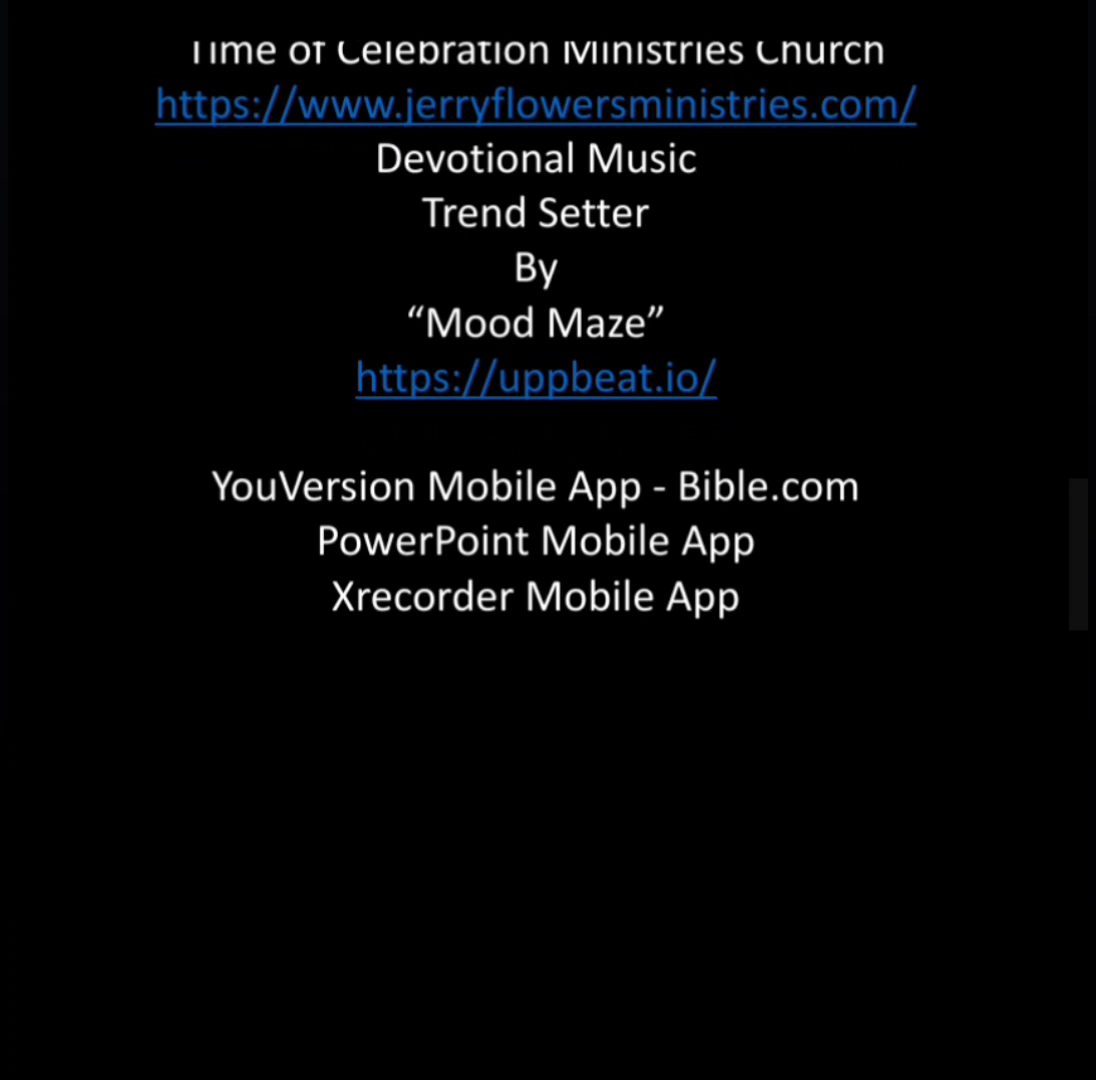 Time of Celebration Ministries Church
https://www.jerryflowersministries.com/
Devotional Music
Trend Setter
By
“Mood Maze”
https://uppbeat.io/
YouVersion Mobile App - Bible.com
PowerPoint Mobile App
Xrecorder Mobile App